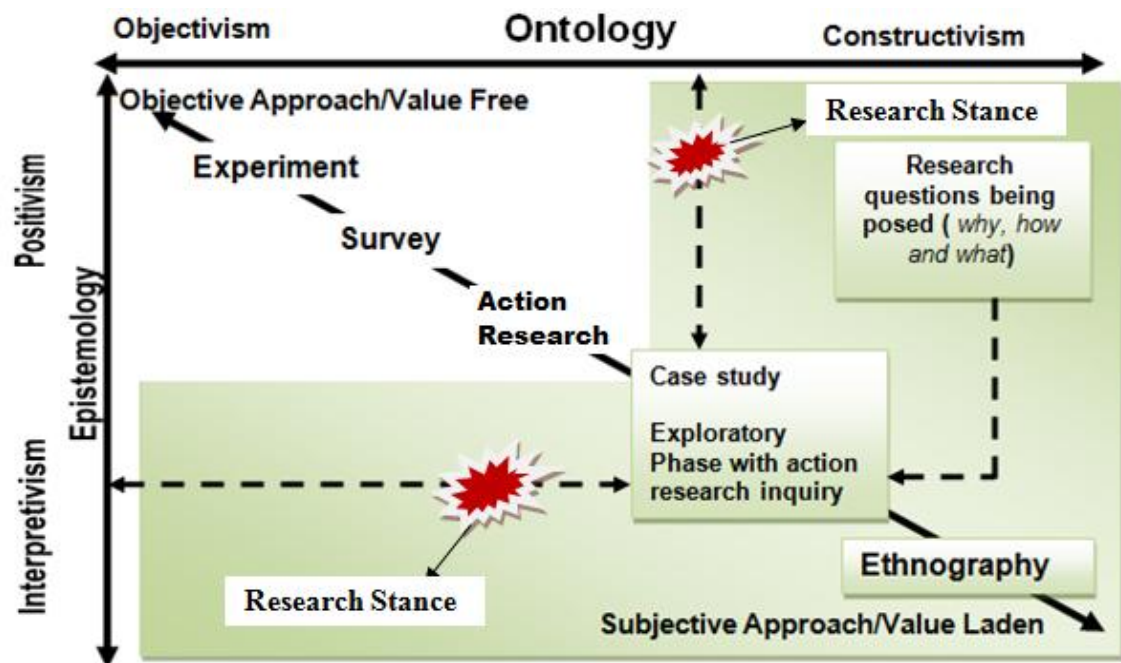 Objectivism
Ontology
Constructivism
Objective Approach/Value Free
Research Stance
Experiment
Research
questions being
posed ( why, how
and what)
Positivism
Survey
Epistemology
Action
Research
Case study
Exploratory
Phase with action
research inquiry
Interpretivism
Ethnography
Research Stance
Subjective Approach/Value Laden